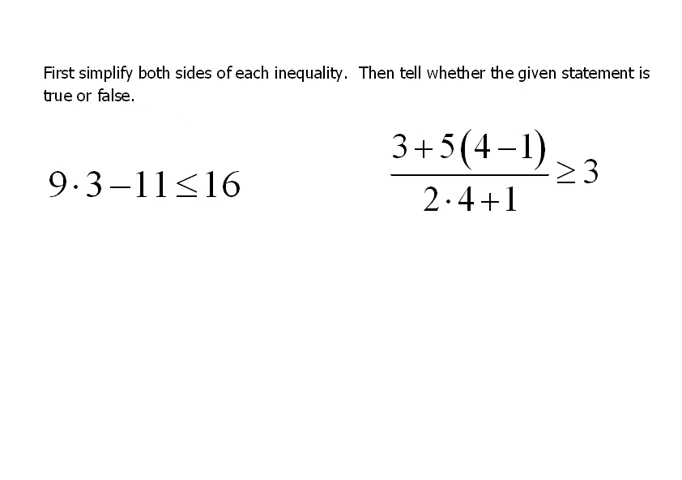 First simplify both sides of each inequality. Then tell whether the given statement is
true or false.
9·3−11≤16
3+5(4−1)
2·4+1
≥3